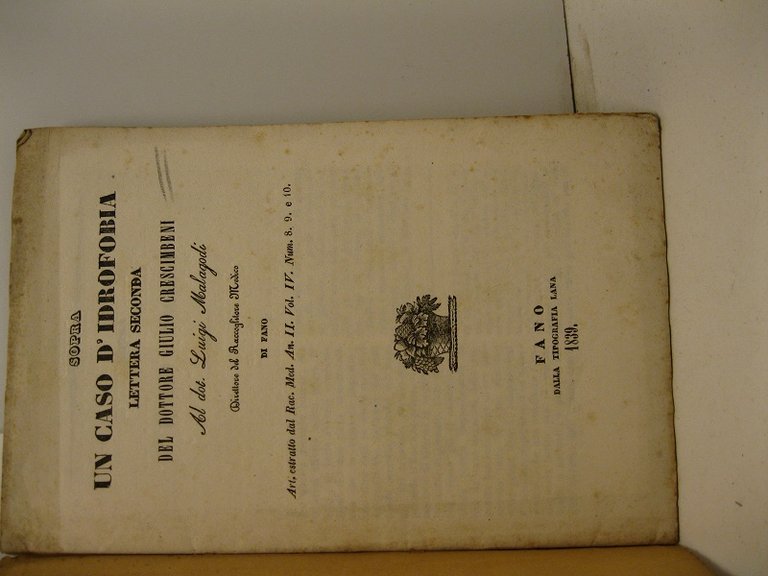 SOPRA
UN CASO D' IDROFOBIA
LETTERA SECONDA
DEL DOTTORE GIULIO CRESCIMBENI
Al dot. Luigi Malagodi
Direttore del Raccoglitore Medico
DI FANO
Art. estratto dal Rac. Med. An. II. Vol. IV. Num. 8. 9. e 10.
FANO
DALLA TIPOGRAFIA LANA
1839.